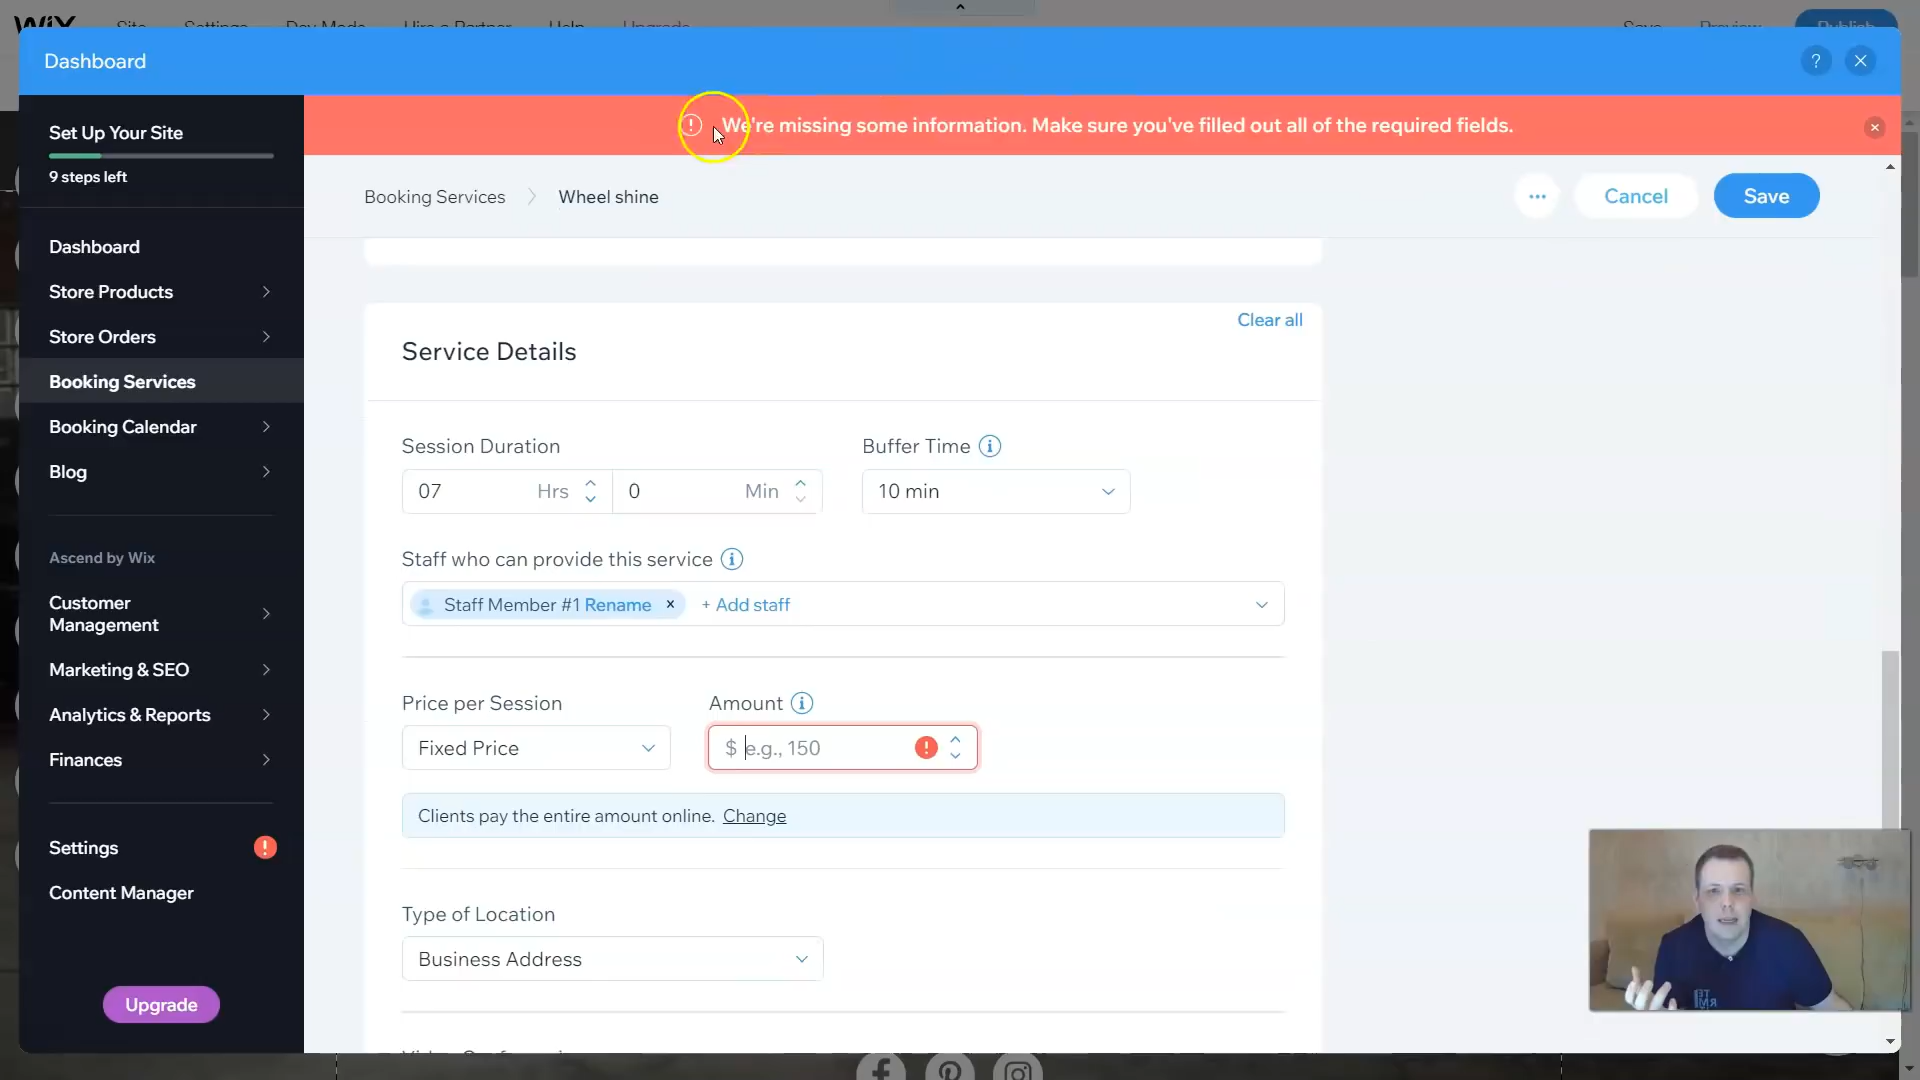 WiX Site Settings Dev Mode Hire a Partner Help Upgrade Save Preview Publish
Dashboard ?
Set Up Your Site
9 steps left
We're missing some information. Make sure you've filled out all of the required fields.
Booking Services Wheel shine ... Cancel Save
Dashboard
Store Products
Store Orders
Booking Services
Booking Calendar
Blog
Ascend by Wix
Customer
Management
Marketing & SEO
Analytics & Reports
Finances
Settings !
Content Manager
Upgrade
Clear all
Service Details
Session Duration Buffer Time i
07 Hrs 0 Min 10 min
Staff who can provide this service i
Staff Member #1 Rename × + Add staff
Price per Session Amount i
Fixed Price $ e.g., 150 !
Clients pay the entire amount online. Change
Type of Location
Business Address